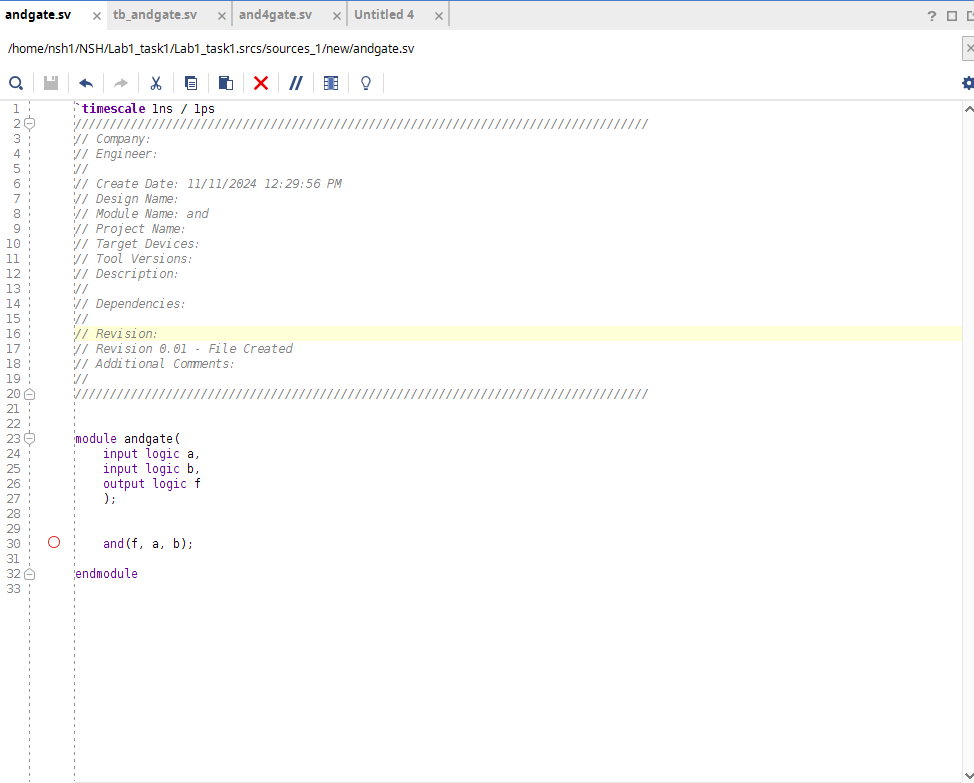 andgate.sv × tb_andgate.sv × and4gate.sv × Untitled 4 × ?
/home/nsh1/NSH/Lab1_task1/Lab1_task1.srcs/sources_1/new/andgate.sv
1 `timescale 1ns / 1ps
2 //////////////////////////////////////////////////////////////////////////////////
3 // Company:
4 // Engineer:
5 //
6 // Create Date: 11/11/2024 12:29:56 PM
7 // Design Name:
8 // Module Name: and
9 // Project Name:
10 // Target Devices:
11 // Tool Versions:
12 // Description:
13 //
14 // Dependencies:
15 //
16 // Revision:
17 // Revision 0.01 - File Created
18 // Additional Comments:
19 //
20 //////////////////////////////////////////////////////////////////////////////////
21
22
23 module andgate(
24 input logic a,
25 input logic b,
26 output logic f
27 );
28
29
30 and(f, a, b);
31
32 endmodule
33